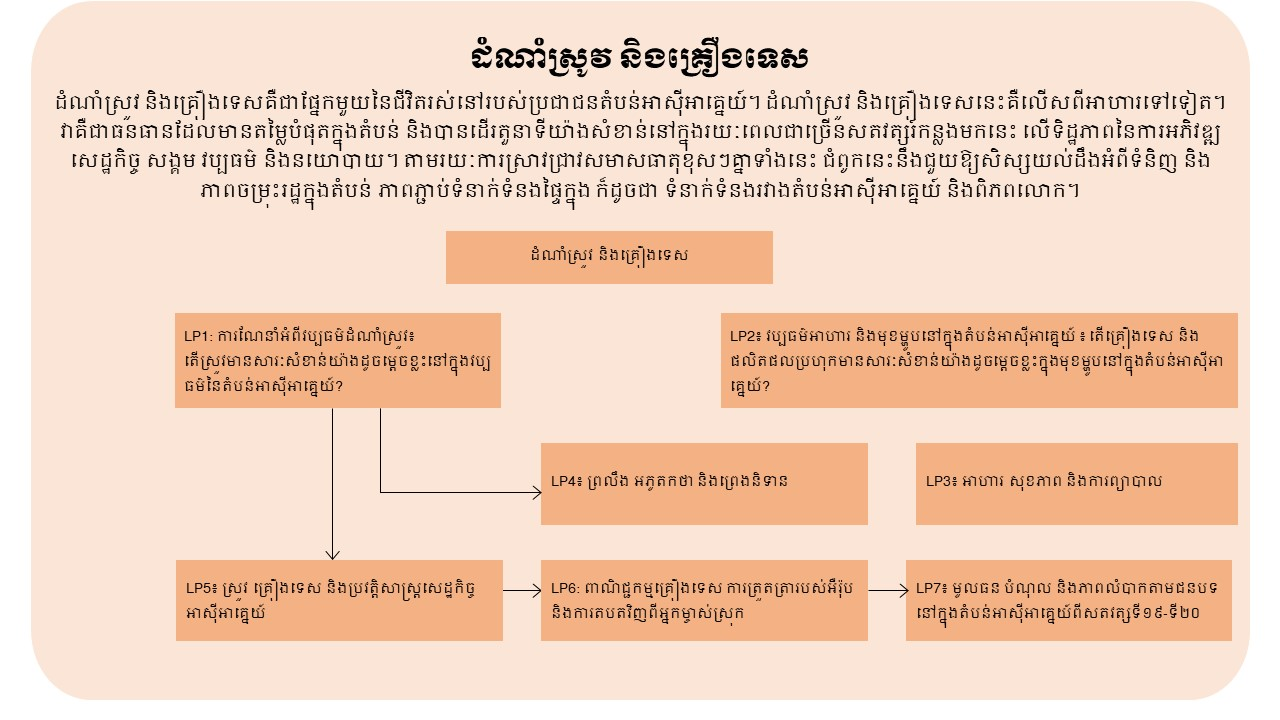 ដំណាំស្រូវ និងគ្រឿងទេស
ដំណាំស្រូវ និងគ្រឿងទេសគឺជាផ្នែកមួយនៃជីវិតរស់នៅរបស់ប្រជាជនតំបន់អាស៊ីអាគ្នេយ៍។ ដំណាំស្រូវ និងគ្រឿងទេសនេះគឺលើសពីអាហារទៅទៀត។
វាគឺជាធនធានដែលមានតម្លៃបំផុតក្នុងតំបន់ និងបានដើរតួនាទីយ៉ាងសំខាន់នៅក្នុងរយៈពេលជាច្រើនសតវត្សរ៍កន្លងមកនេះ លើទិដ្ឋភាពនៃការអភិវឌ្ឍ
សេដ្ឋកិច្ច សង្គម វប្បធម៌ និងនយោបាយ។ តាមរយៈការស្រាវជ្រាវសមាសធាតុខុសៗគ្នាទាំងនេះ ជំពូកនេះនឹងជួយឱ្យសិស្សយល់ដឹងអំពីទំនិញ និង
ភាពចម្រុះរដ្ឋក្នុងតំបន់ ភាពភ្ជាប់ទំនាក់ទំនងផ្ទៃក្នុង ក៏ដូចជា ទំនាក់ទំនងរវាងតំបន់អាស៊ីអាគ្នេយ៍ និងពិភពលោក។
ដំណាំស្រូវ និងគ្រឿងទេស
LP1: ការណែនាំអំពីវប្បធម៌ដំណាំស្រូវ៖
តើស្រូវមានសារៈសំខាន់យ៉ាងដូចម្ដេចខ្លះនៅក្នុងវប្ប
ធម៌នៃតំបន់អាស៊ីអាគ្នេយ៍?
LP2៖ វប្បធម៌អាហារ និងមុខម្ហូបនៅក្នុងតំបន់អាស៊ីអាគ្នេយ៍ ៖ តើគ្រឿងទេស និង
ផលិតផលប្រហុកមានសារៈសំខាន់យ៉ាងដូចម្ដេចខ្លះក្នុងមុខម្ហូបនៅក្នុងតំបន់អាស៊ីអា
គ្នេយ៍?
LP4៖ ព្រលឹង អភូតកថា និងព្រេងនិទាន
LP3៖ អាហារ សុខភាព និងការព្យាបាល
LP5៖ ស្រូវ គ្រឿងទេស និងប្រវត្តិសាស្ត្រសេដ្ឋកិច្ច
អាស៊ីអាគ្នេយ៍
LP6: ពាណិជ្ជកម្មគ្រឿងទេស ការត្រួតត្រារបស់អឺរ៉ុប
និងការតបតវិញពីអ្នកម្ចាស់ស្រុក
LP7៖ មូលធន បំណុល និងភាពលំបាកតាមជនបទ
នៅក្នុងតំបន់អាស៊ីអាគ្នេយ៍ពីសតវត្សទី១៩-ទី២០